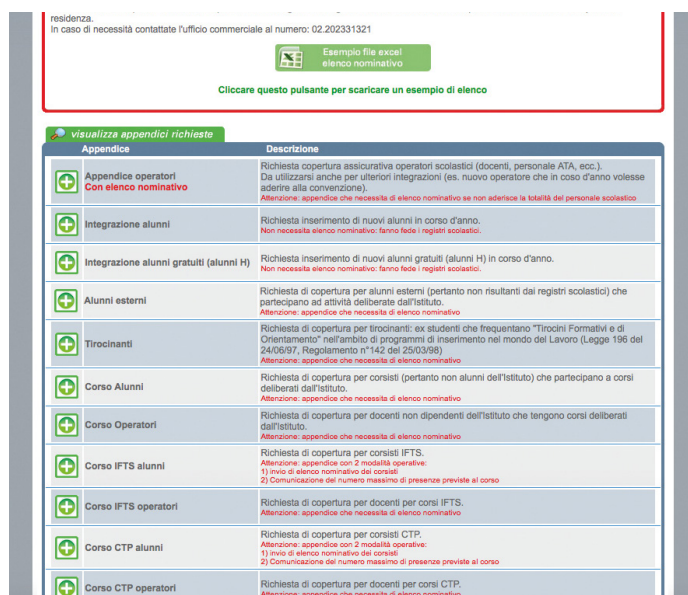 residenza.
In caso di necessità contattate l'ufficio commerciale al numero: 02.202331321
Esempio file excel
elenco nominativo
Cliccare questo pulsante per scaricare un esempio di elenco
visualizza appendici richieste
Appendice Descrizione
Appendice operatori
Con elenco nominativo
Richiesta copertura assicurativa operatori scolastici (docenti, personale ATA, ecc.).
Da utilizzarsi anche per ulteriori integrazioni (es. nuovo operatore che in coso d'anno volesse
aderire alla convenzione).
Attenzione: appendice che necessita di elenco nominativo se non aderisce la totalità del personale scolastico
Integrazione alunni
Richiesta inserimento di nuovi alunni in corso d'anno.
Non necessita elenco nominativo: fanno fede i registri scolastici.
Integrazione alunni gratuiti (alunni H)
Richiesta inserimento di nuovi alunni gratuiti (alunni H) in corso d'anno.
Non necessita elenco nominativo: fanno fede i registri scolastici.
Alunni esterni
Richiesta di copertura per alunni esterni (pertanto non risultanti dai registri scolastici) che
partecipano ad attività deliberate dall'Istituto.
Attenzione: appendice che necessita di elenco nominativo
Tirocinanti
Richiesta di copertura per tirocinanti: ex studenti che frequentano "Tirocini Formativi e di
Orientamento" nell'ambito di programmi di inserimento nel mondo del Lavoro (Legge 196 del
24/06/97, Regolamento n°142 del 25/03/98)
Attenzione: appendice che necessita di elenco nominativo
Corso Alunni
Richiesta di copertura per corsisti (pertanto non alunni dell'Istituto) che partecipano a corsi
deliberati dall'Istituto.
Attenzione: appendice che necessita di elenco nominativo
Corso Operatori
Richiesta di copertura per docenti non dipendenti dell'Istituto che tengono corsi deliberati
dall'Istituto.
Attenzione: appendice che necessita di elenco nominativo
Corso IFTS alunni
Richiesta di copertura per corsisti IFTS.
Attenzione: appendice con 2 modalità operative:
1) invio di elenco nominativo dei corsisti
2) Comunicazione del numero massimo di presenze previste al corso
Corso IFTS operatori
Richiesta di copertura per docenti per corsi IFTS.
Attenzione: appendice che necessita di elenco nominativo
Corso CTP alunni
Richiesta di copertura per corsisti CTP.
Attenzione: appendice con 2 modalità operative:
1) invio di elenco nominativo dei corsisti
2) Comunicazione del numero massimo di presenze previste al corso
Corso CTP operatori
Richiesta di copertura per docenti per corsi CTP.
Attenzione: appendice che necessita di elenco nominativo